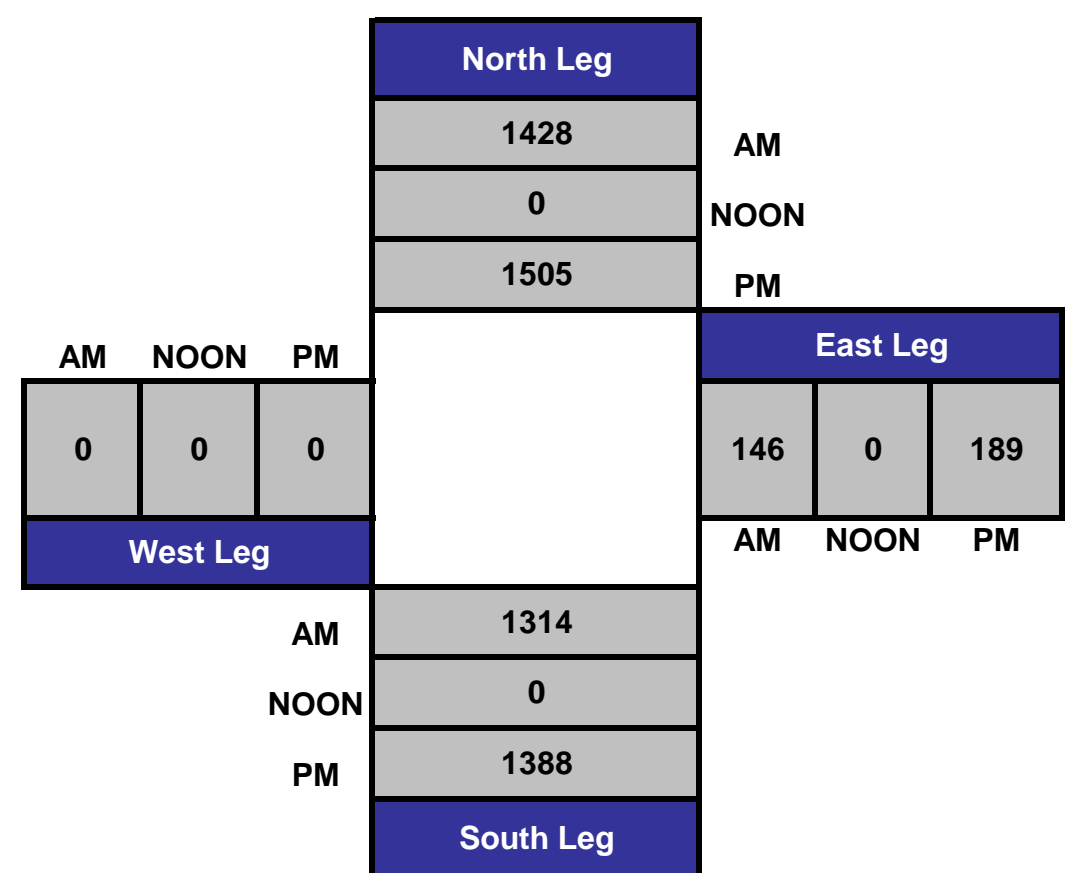 North Leg
1428 AM
0 NOON
1505 PM
East Leg
AM NOON PM
0 0 0
146 0 189
West Leg
AM NOON PM
AM 1314
NOON 0
PM 1388
South Leg